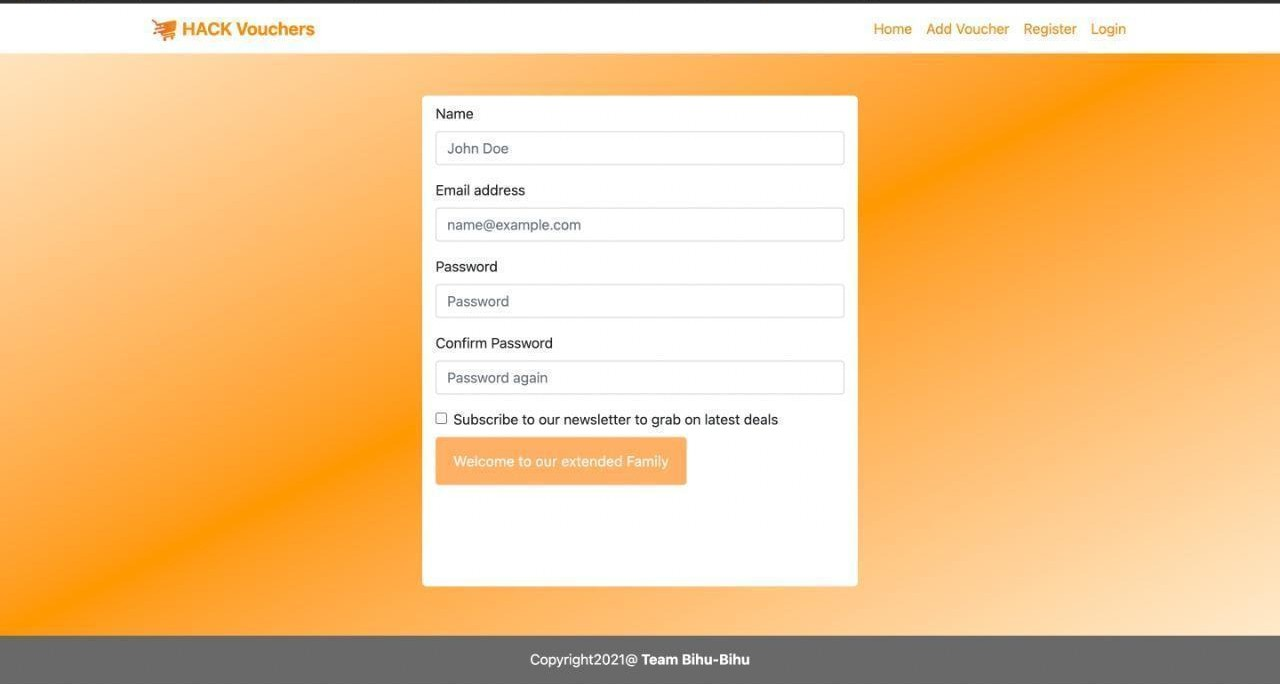 HACK Vouchers
Home Add Voucher Register Login
Name
John Doe
Email address
name@example.com
Password
Password
Confirm Password
Password again
Subscribe to our newsletter to grab on latest deals
Welcome to our extended Family
Copyright2021@ Team Bihu-Bihu